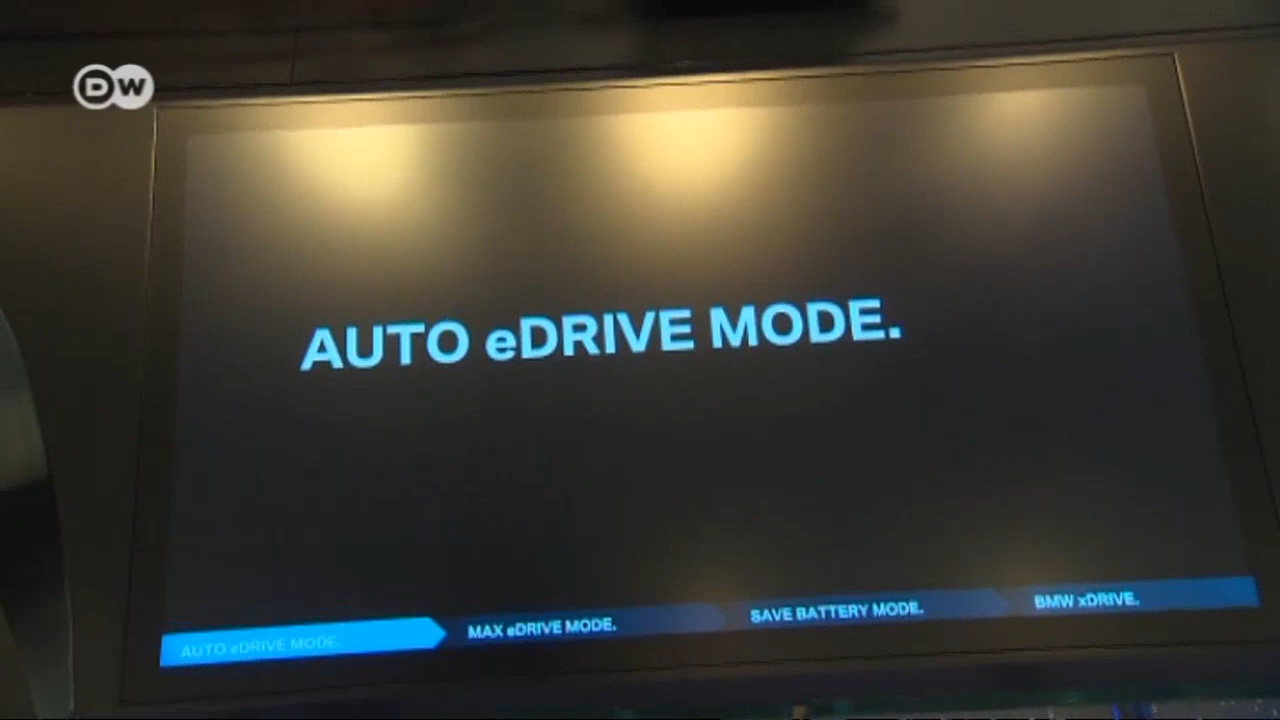 DW
AUTO eDRIVE MODE.
AUTO eDRIVE MODE.
MAX eDRIVE MODE.
SAVE BATTERY MODE.
BMW xDRIVE.